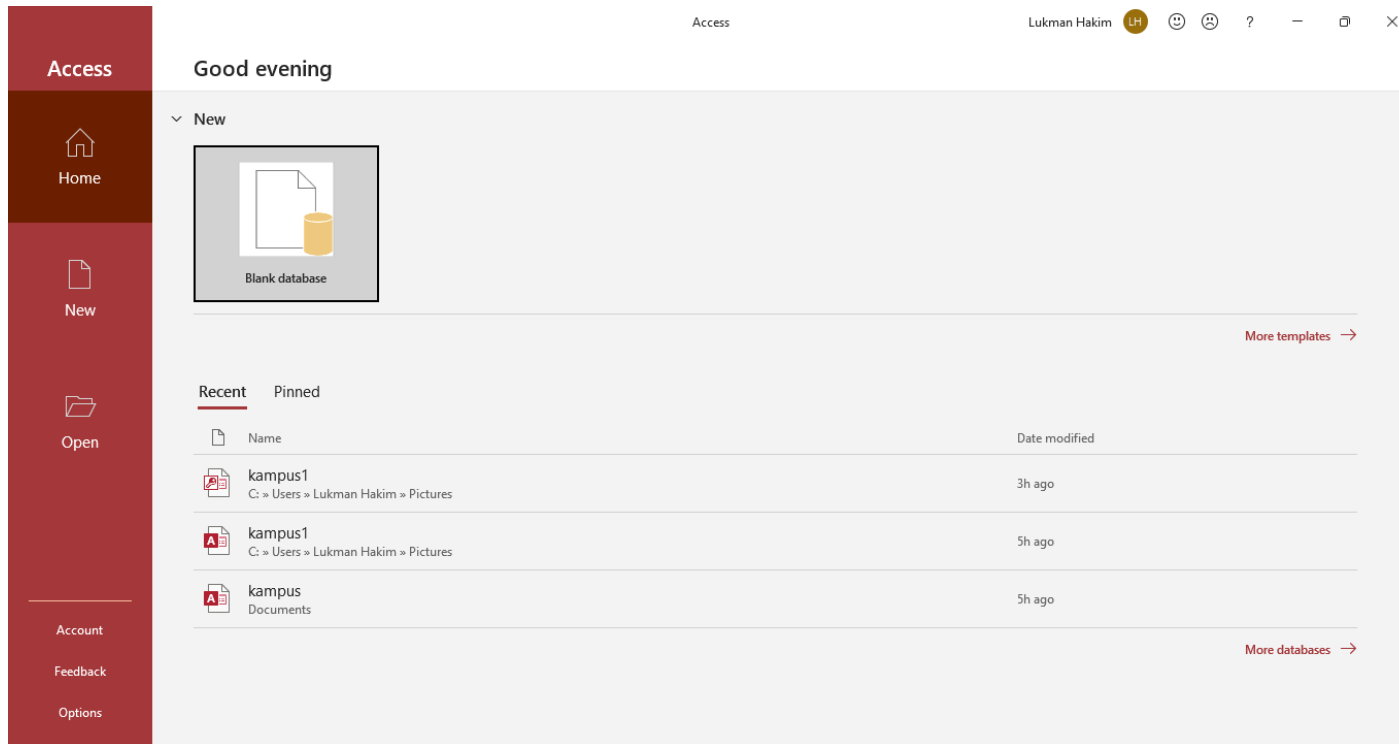 Access
Lukman Hakim LH ?
Access
Good evening
Home
New
Open
Account
Feedback
Options
New
Blank database
More templates
Recent Pinned
Name Date modified
kampus1
C: » Users » Lukman Hakim » Pictures
3h ago
A
kampus1
C: » Users » Lukman Hakim » Pictures
5h ago
A
kampus
Documents
5h ago
More databases